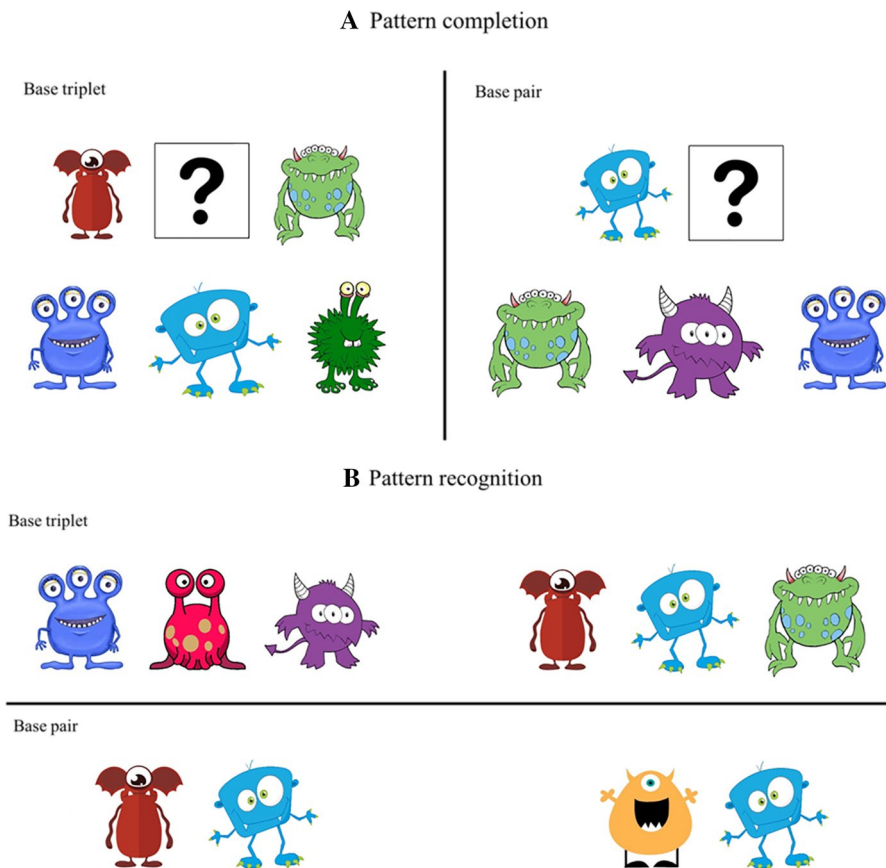 A Pattern completion
Base triplet
Base pair
?
?
B Pattern recognition
Base triplet
Base pair